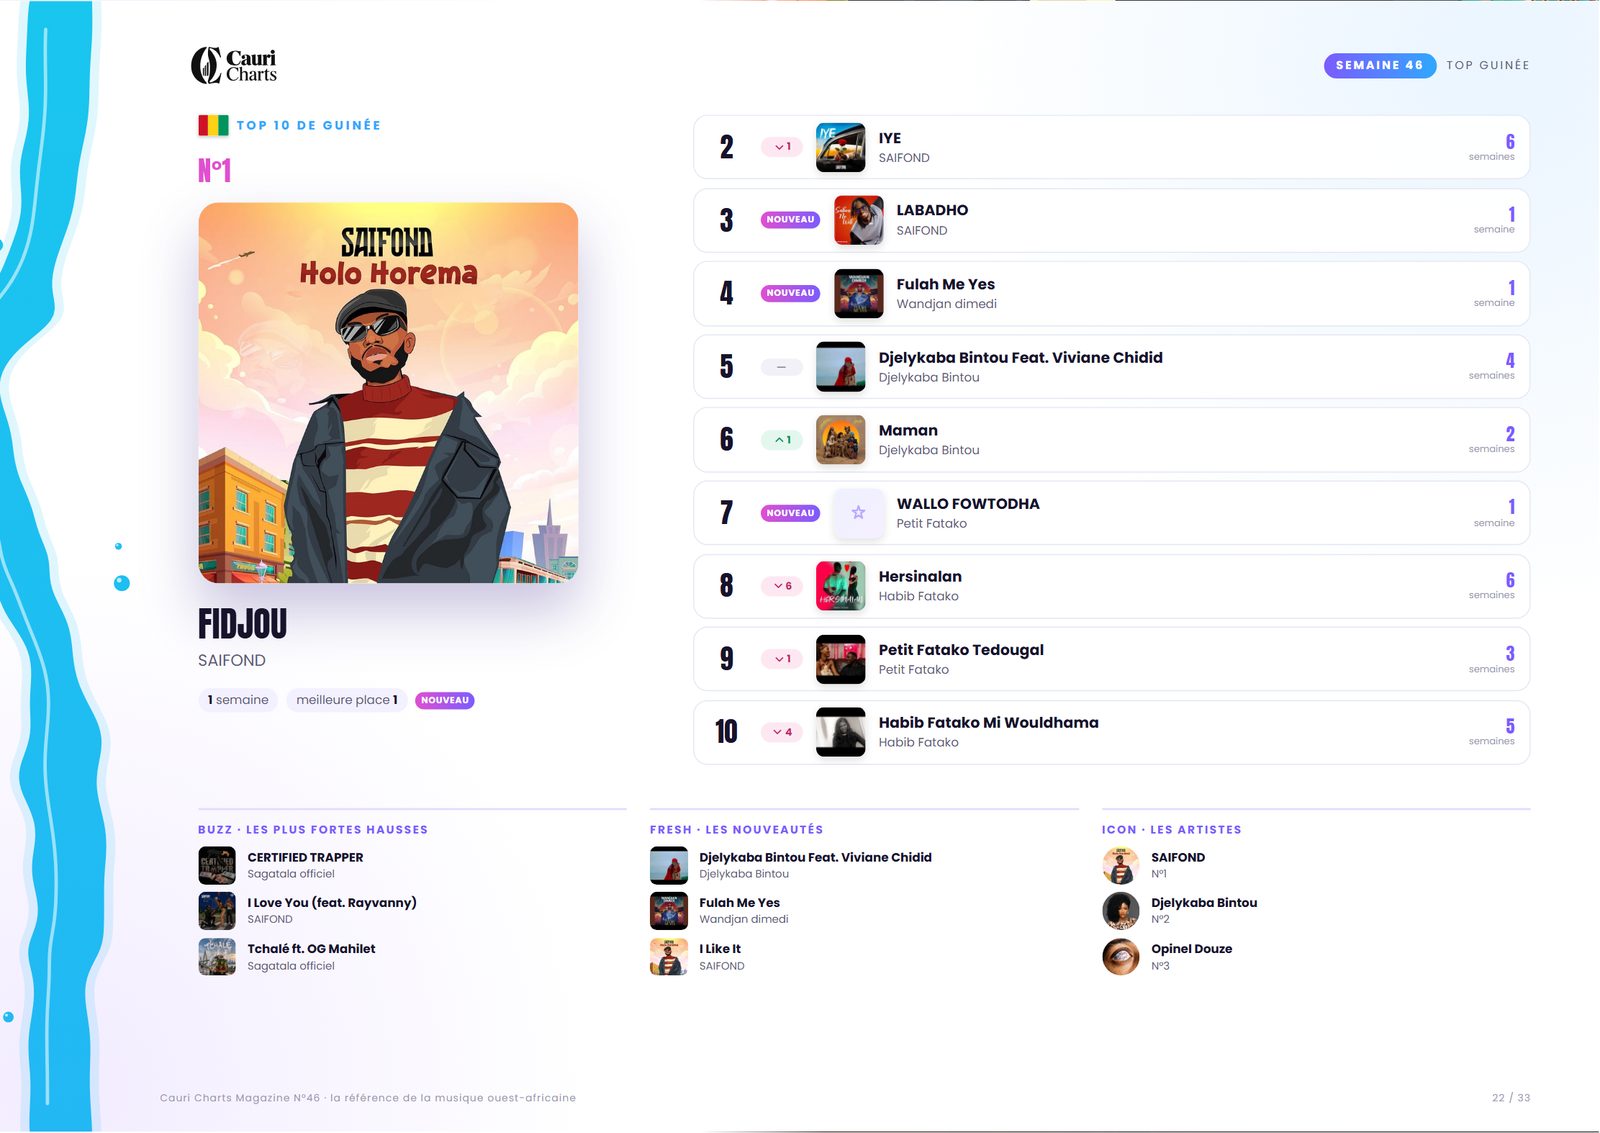 Cauri
Charts
SEMAINE 46
TOP GUINÉE
TOP 10 DE GUINÉE
N°1
SAIFOND
Holo Horema
FIDJOU
SAIFOND
1 semaine
meilleure place 1
NOUVEAU
2
1
IYE
IYE
SAIFOND
6
semaines
3
NOUVEAU
LABADHO
SAIFOND
1
semaine
4
NOUVEAU
Fulah Me Yes
Wandjan dimedi
1
semaine
5
–
Djelykaba Bintou Feat. Viviane Chidid
Djelykaba Bintou
4
semaines
6
1
Maman
Djelykaba Bintou
2
semaines
7
NOUVEAU
WALLO FOWTODHA
Petit Fatako
1
semaine
8
6
HERSINALAN
Hersinalan
Habib Fatako
6
semaines
9
1
Petit Fatako Tedougal
Petit Fatako
3
semaines
10
4
Habib Fatako Mi Wouldhama
Habib Fatako
5
semaines
BUZZ · LES PLUS FORTES HAUSSES
CERTIFIED TRAPPER
Sagatala officiel
I Love You (feat. Rayvanny)
SAIFOND
Tchalé ft. OG Mahilet
Sagatala officiel
FRESH · LES NOUVEAUTÉS
Djelykaba Bintou Feat. Viviane Chidid
Djelykaba Bintou
Fulah Me Yes
Wandjan dimedi
I Like It
SAIFOND
ICON · LES ARTISTES
SAIFOND
N°1
Djelykaba Bintou
N°2
Opinel Douze
N°3
Cauri Charts Magazine N°46 · la référence de la musique ouest-africaine
22 / 33